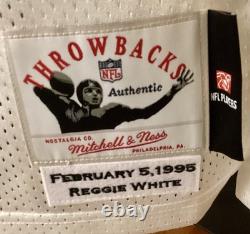 THROWBACKS
NFL
Authentic
NOSTALGIA CO.
Mitchell & Ness
PHILADELPHIA, PA.
FEBRUARY 5,1995
REGGIE WHITE
NFL PLAYERS